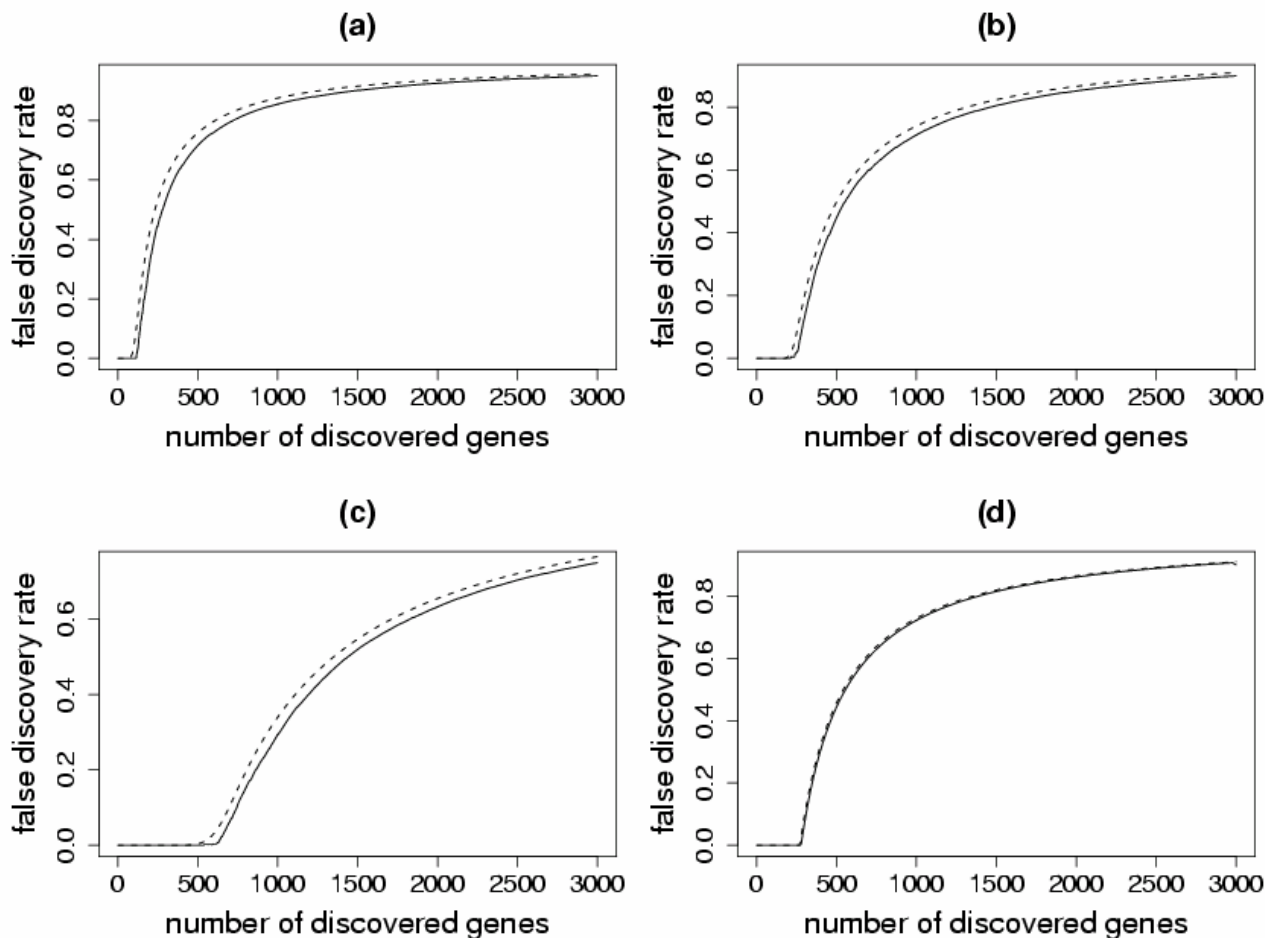 (a)
(b)
false discovery rate
0.0 0.2 0.4 0.6 0.8
0 500 1000 1500 2000 2500 3000
number of discovered genes
false discovery rate
0.0 0.2 0.4 0.6 0.8
0 500 1000 1500 2000 2500 3000
number of discovered genes
(c)
(d)
false discovery rate
0.0 0.2 0.4 0.6
0 500 1000 1500 2000 2500 3000
number of discovered genes
false discovery rate
0.0 0.2 0.4 0.6 0.8
0 500 1000 1500 2000 2500 3000
number of discovered genes